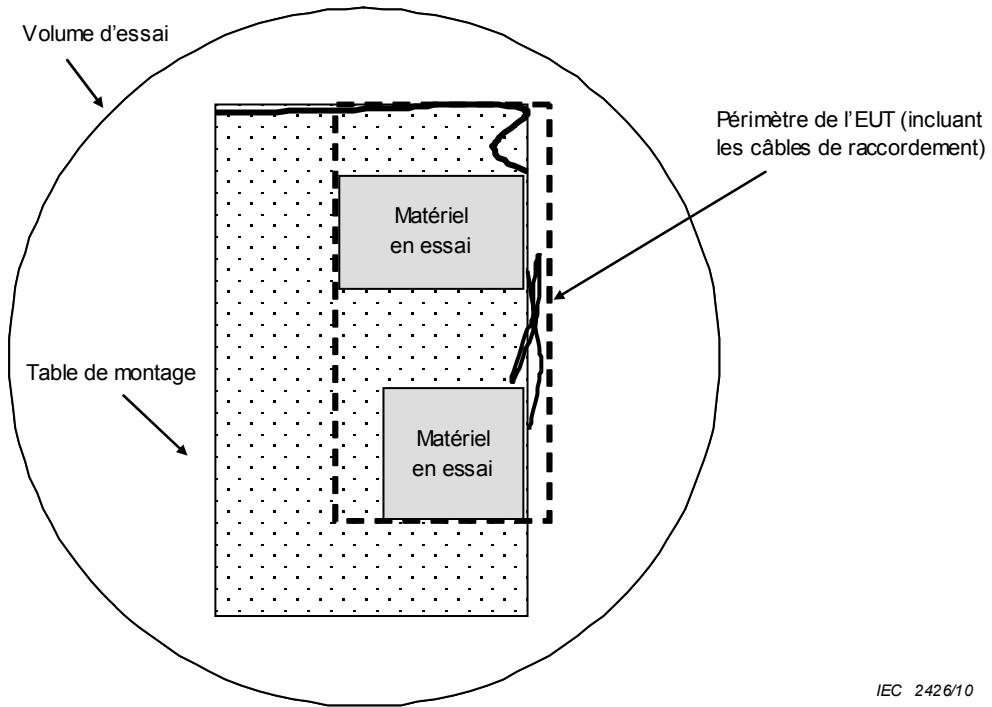 Volume d'essai
Périmètre de l'EUT (incluant
les câbles de raccordement)
Matériel
en essai
Table de montage
Matériel
en essai
IEC 2426/10